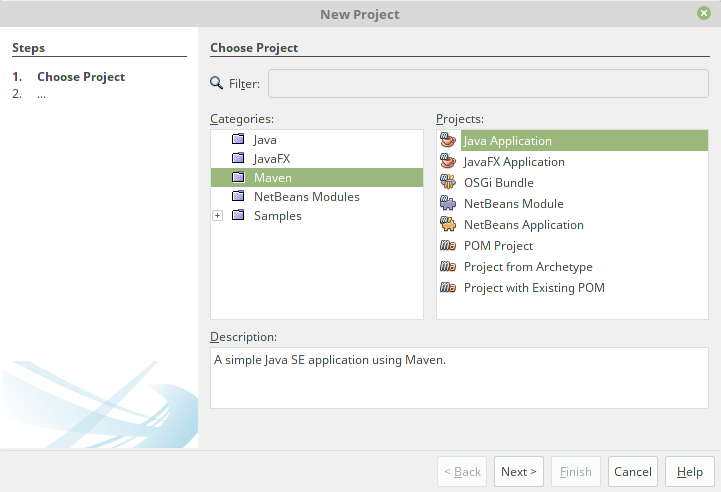 New Project
Steps
1. Choose Project
2. ...
Choose Project
Filter:
Categories:
Java
JavaFX
Maven
NetBeans Modules
Samples
Projects:
Java Application
JavaFX Application
OSGi Bundle
NetBeans Module
NetBeans Application
POM Project
Project from Archetype
Project with Existing POM
Description:
A simple Java SE application using Maven.
< Back
Next >
Finish
Cancel
Help